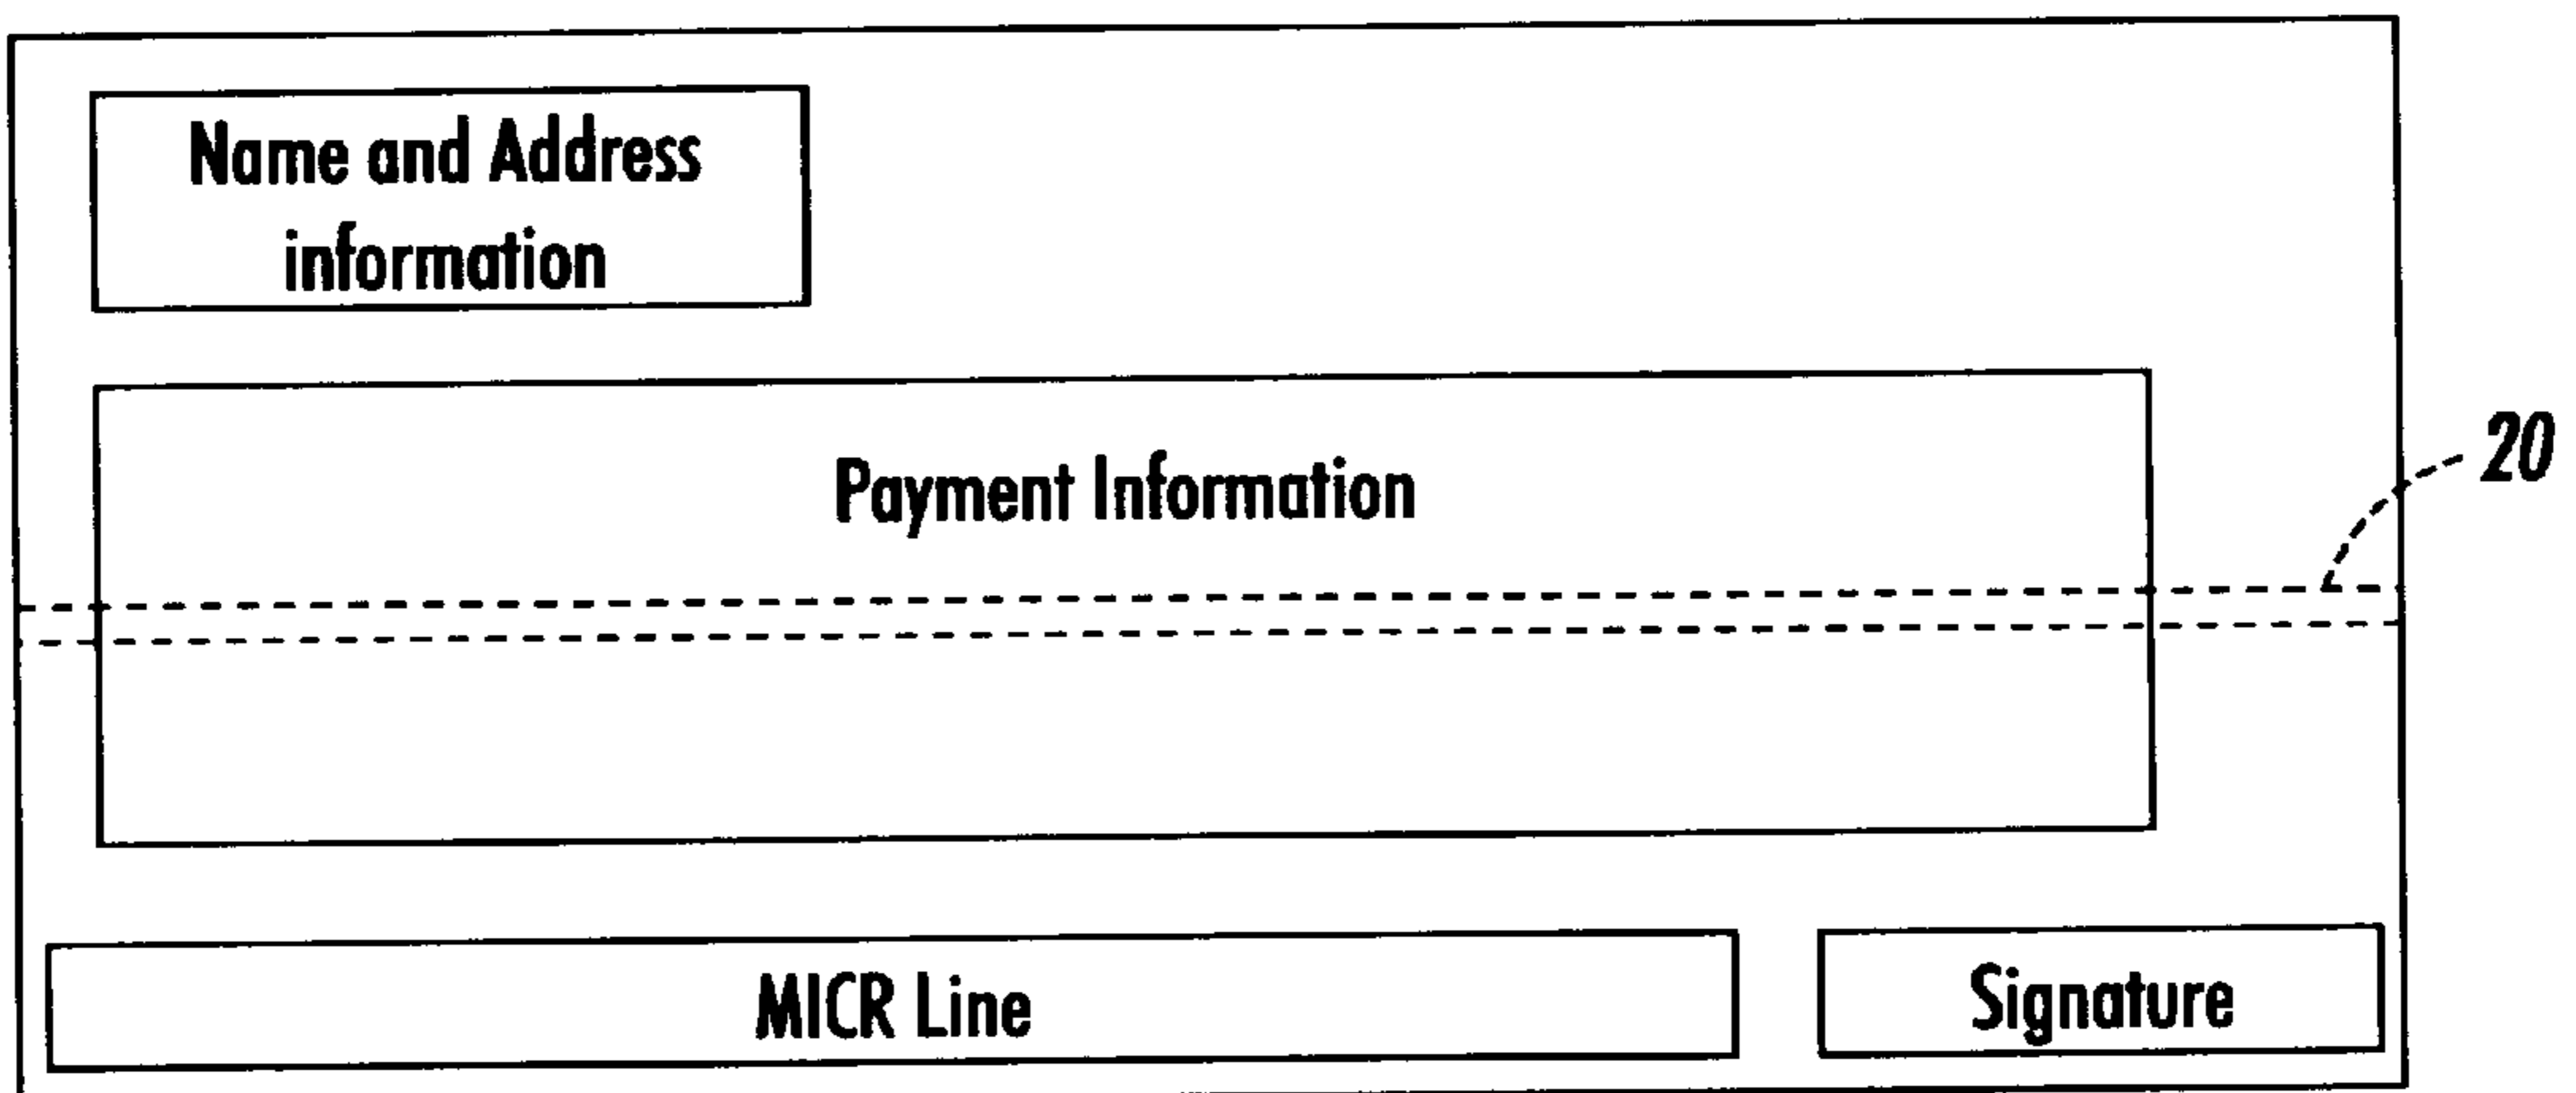 Name and Address
information
Payment Information
20
MICR Line
Signature